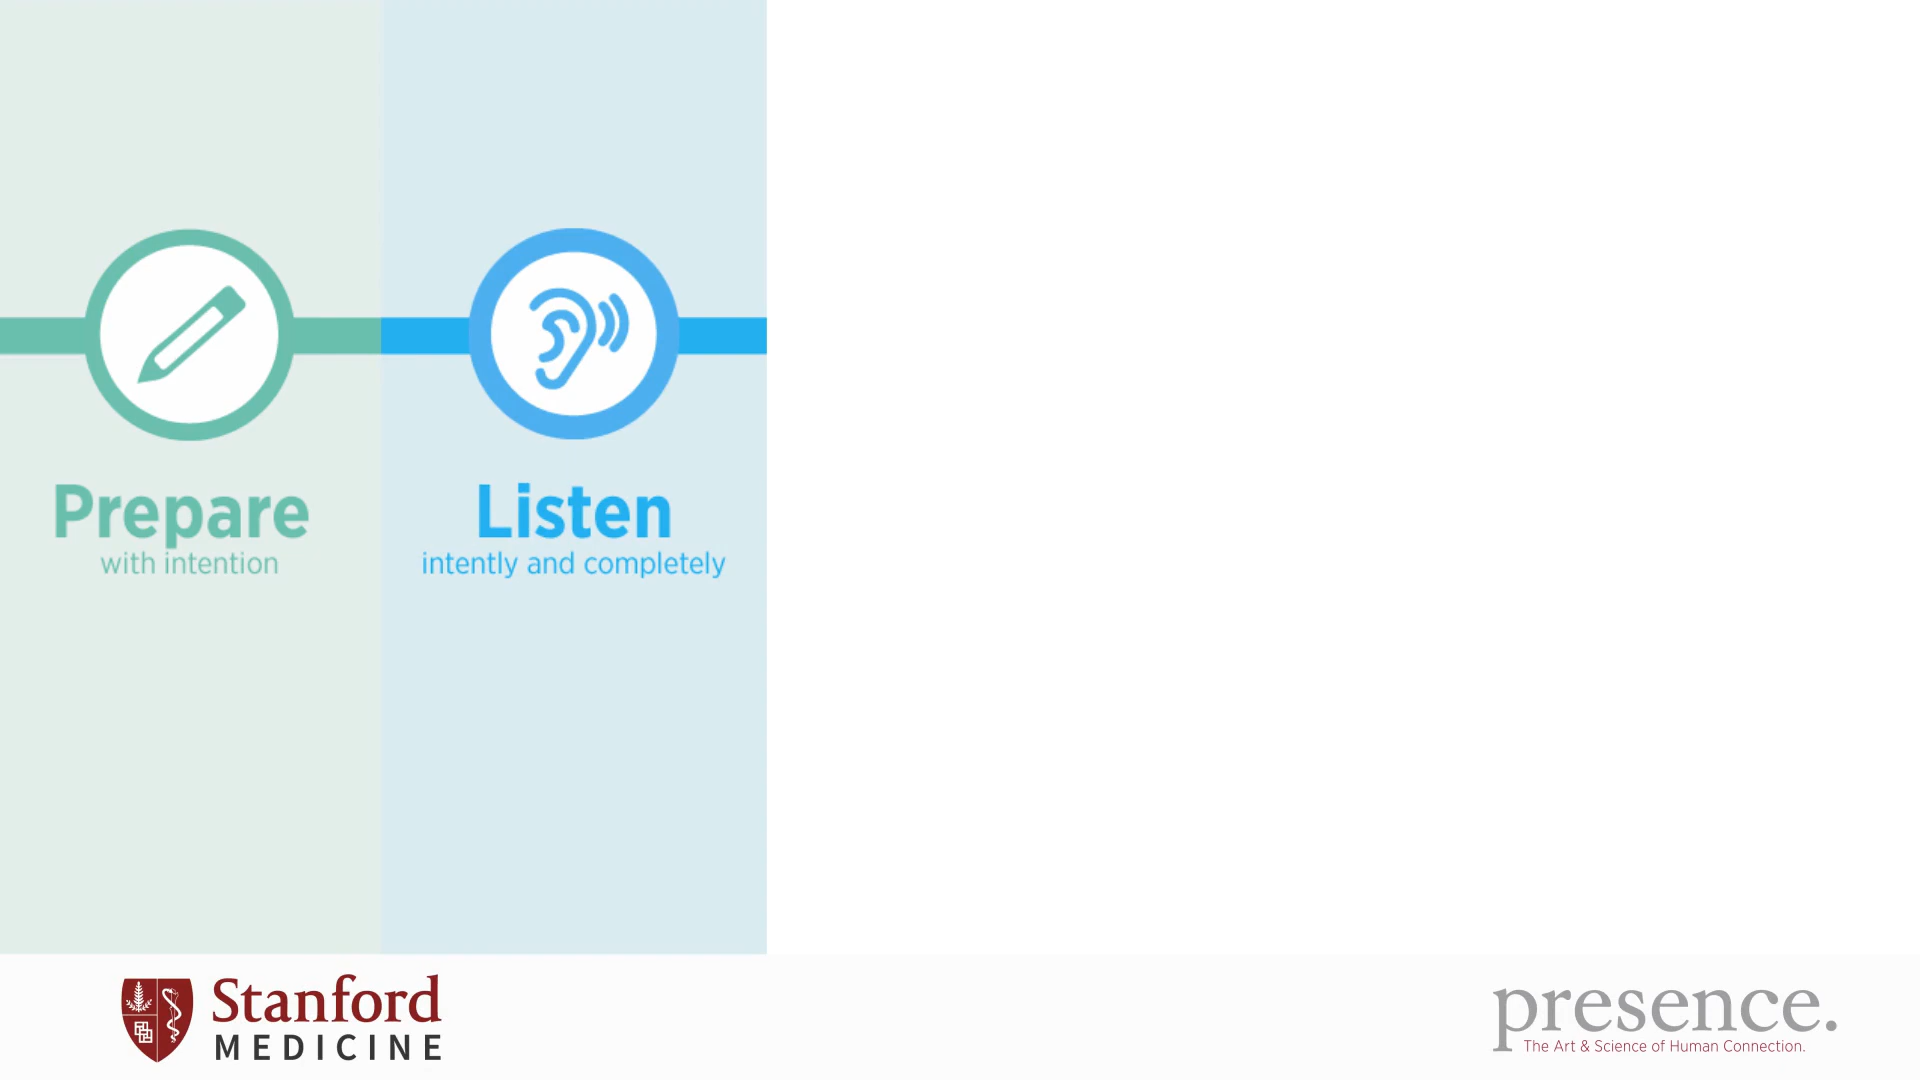 Prepare
with intention
Listen
intently and completely
Stanford
MEDICINE
presence.
The Art & Science of Human Connection.